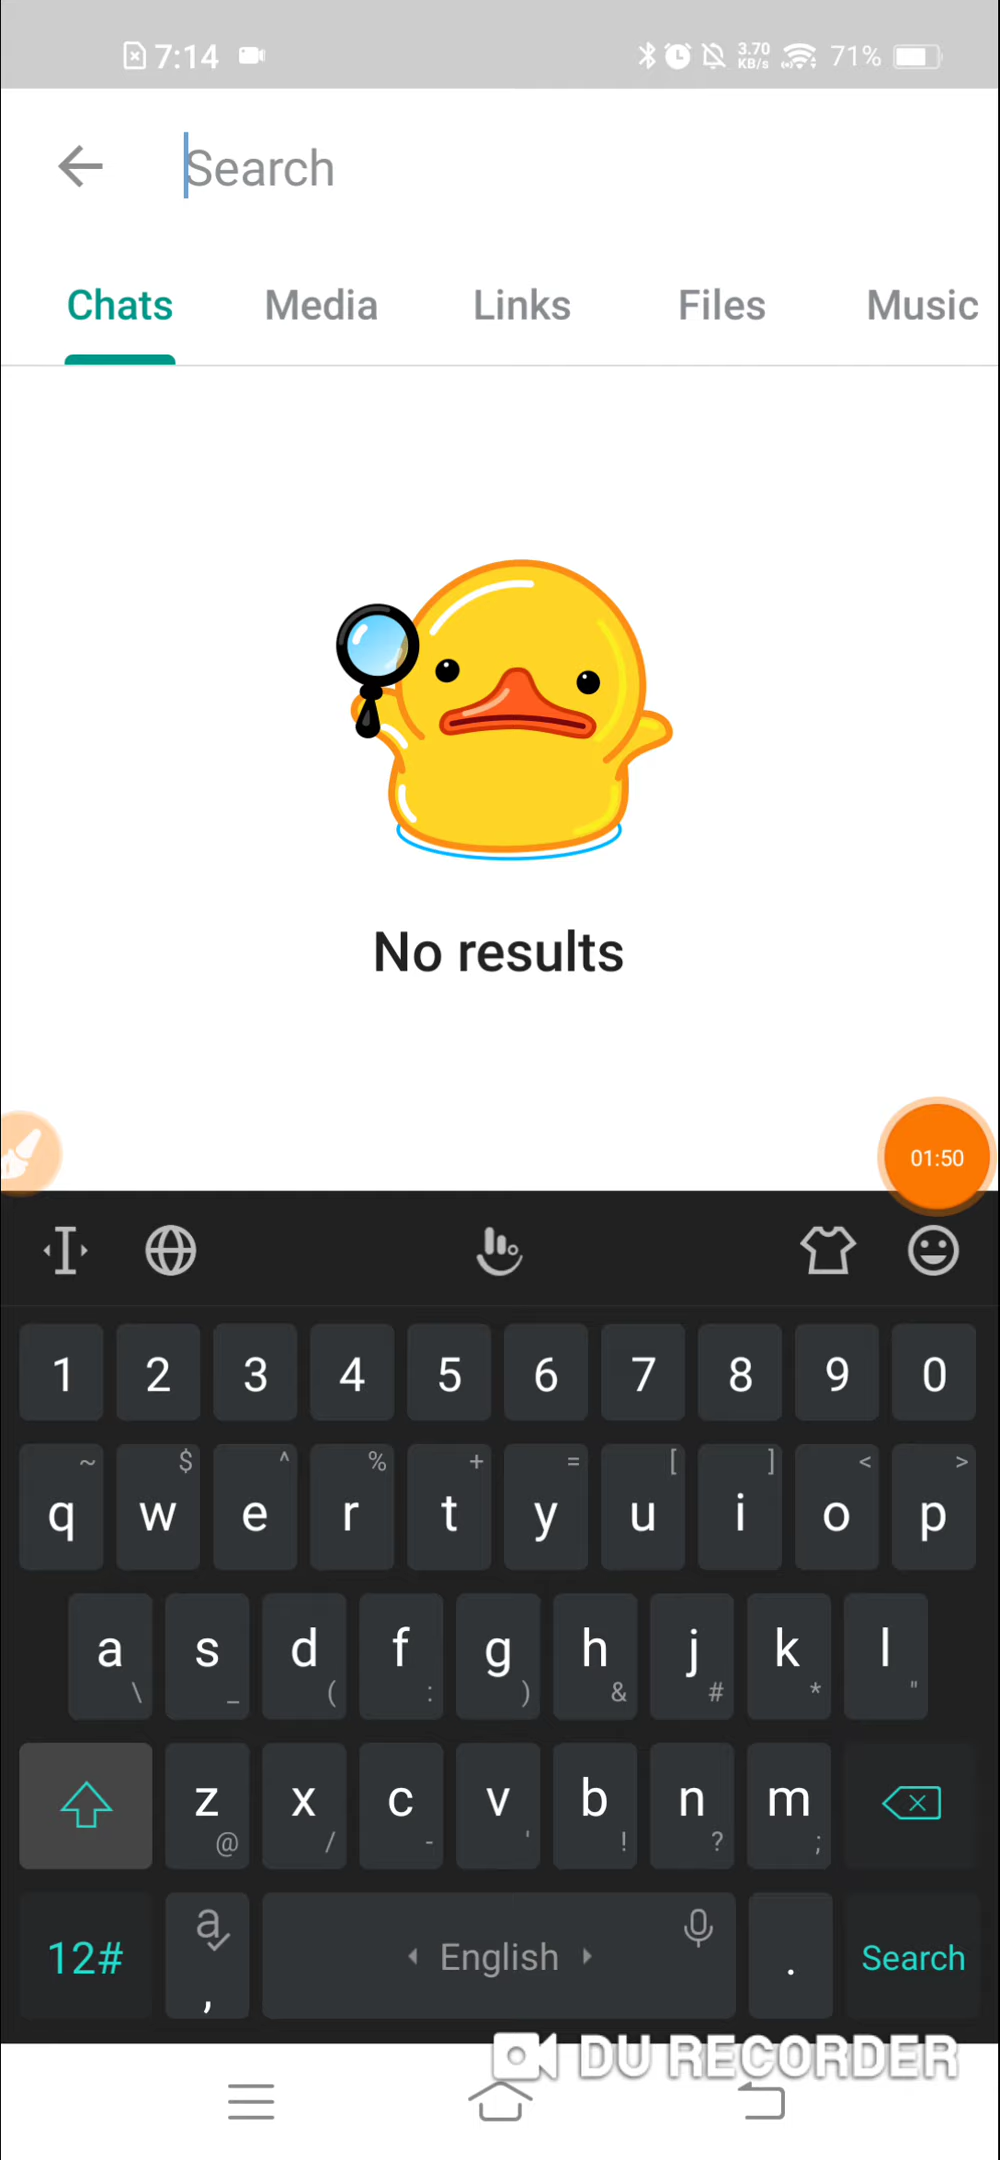 7:14 3.70 KB/s 71%
Search
Chats Media Links Files Music
No results
01:50
1 2 3 4 5 6 7 8 9 0
~ $ ^ % + = [ ] < >
q w e r t y u i o p
a s d f g h j k l
\ _ ( : ) & # * "
z x c v b n m
@ / - ' ! ? ;
12# a , English . Search
DU RECORDER